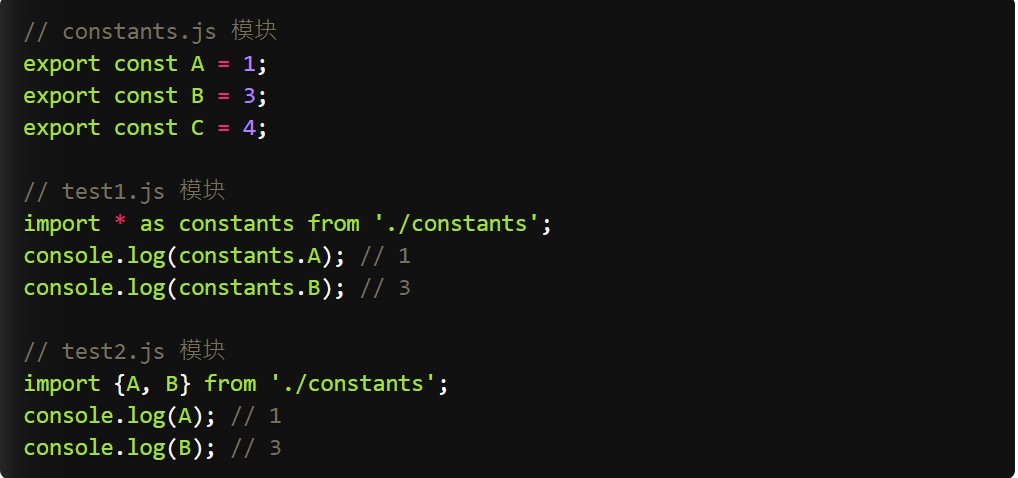 // constants.js 模块
export const A = 1;
export const B = 3;
export const C = 4;
// test1.js 模块
import * as constants from './constants';
console.log(constants.A); // 1
console.log(constants.B); // 3
// test2.js 模块
import {A, B} from './constants';
console.log(A); // 1
console.log(B); // 3